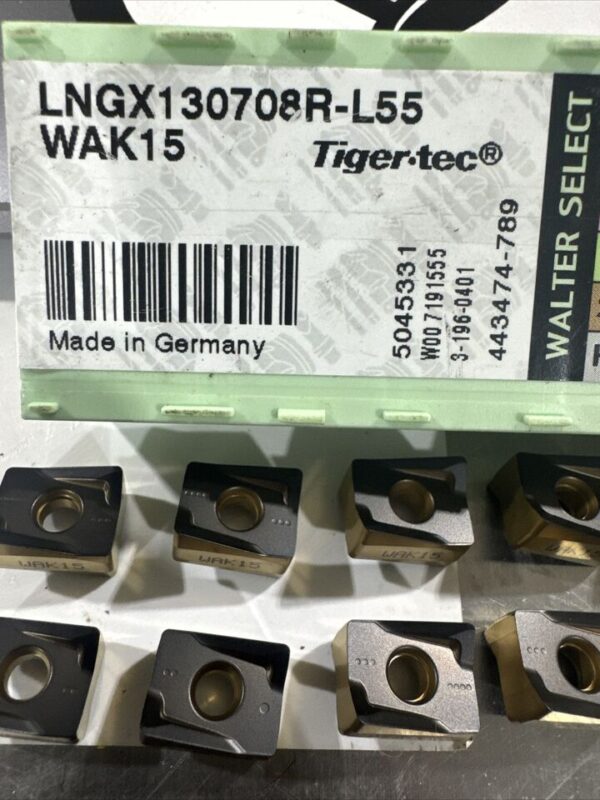 LNGX130708R-L55
WAK15
Tiger·tec®
WALTER SELECT
5045331
W00 7191555
3-196-0401
443474-789
Made in Germany
WAK15
WAK15
WAK15
WAK15